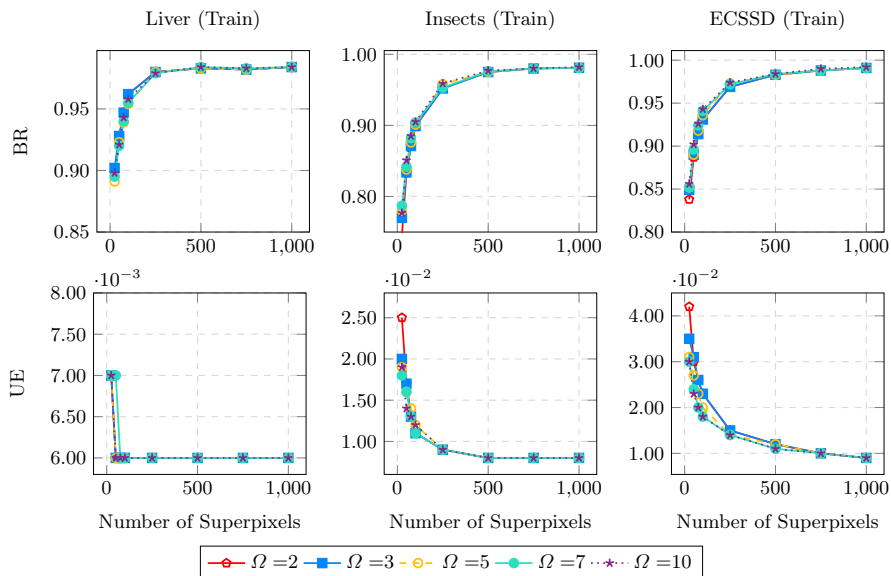 Liver (Train) Insects (Train) ECSSD (Train)
BR
0.95
0.90
0.85
0 500 1,000
1.00
0.90
0.80
0 500 1,000
1.00
0.95
0.90
0.85
0.80
0 500 1,000
UE
·10−3
8.00
7.00
6.00
0 500 1,000
Number of Superpixels
·10−2
2.50
2.00
1.50
1.00
0 500 1,000
Number of Superpixels
·10−2
4.00
3.00
2.00
1.00
0 500 1,000
Number of Superpixels
Ω =2 Ω =3 Ω =5 Ω =7 Ω =10